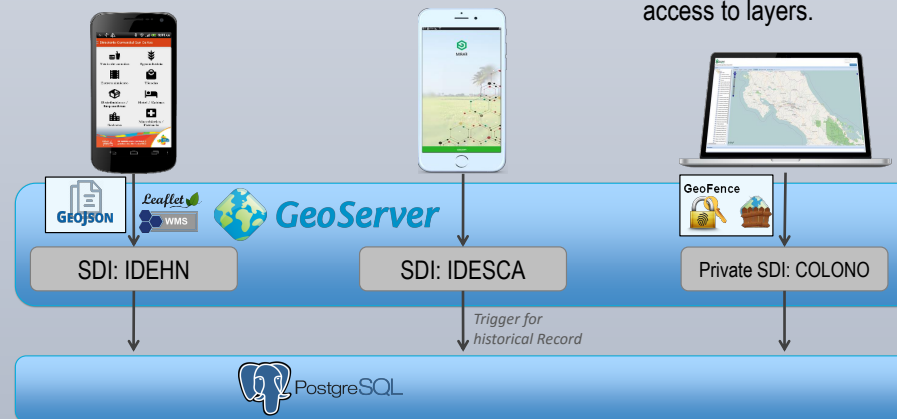 access to layers.
GEOJSON
Leaflet
WMS
GeoServer
GeoFence
SDI: IDEHN
SDI: IDESCA
Private SDI: COLONO
Trigger for
historical Record
PostgreSQL